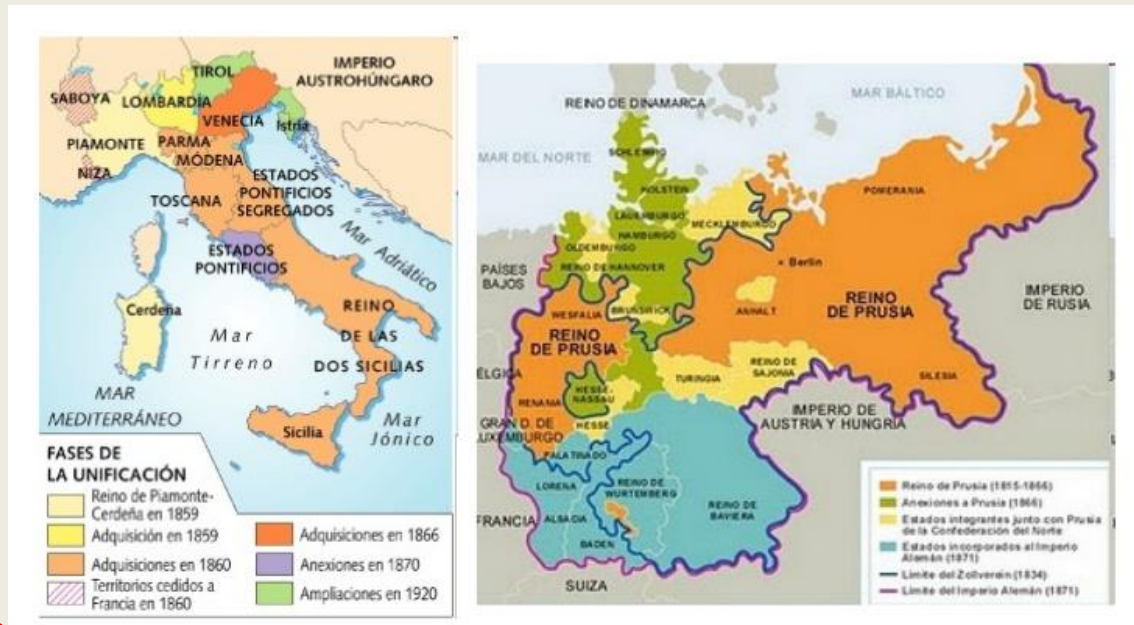 IMPERIO
AUSTROHÚNGARO
TIROL
SABOYA
LOMBARDÍA
VENECIA
Istria
PIAMONTE
PARMA
MÓDENA
NIZA
ESTADOS
PONTIFICIOS
SEGREGADOS
TOSCANA
Mar Adriático
ESTADOS
PONTIFICIOS
Cerdeña
REINO
DE LAS
DOS SICILIAS
Mar
Tirreno
MAR
MEDITERRÁNEO
Sicilia
Mar
Jónico
FASES DE
LA UNIFICACIÓN
Reino de Piamonte-
Cerdeña en 1859
Adquisición en 1859
Adquisiciones en 1860
Territorios cedidos a
Francia en 1860
Adquisiciones en 1866
Anexiones en 1870
Ampliaciones en 1920
REINO DE DINAMARCA
MAR BÁLTICO
MAR DEL NORTE
SCHLESWIG
HOLSTEIN
POMERANIA
LAUEMBURGO
MECKLEMBURGO
HAMBURGO
OLDEMBURGO
REINO DE HANNOVER
Berlin
PAÍSES
BAJOS
IMPERIO
DE RUSIA
WESFALIA
BRUNSWICK
ANHALT
REINO
DE PRUSIA
REINO
DE PRUSIA
ÉLGICA
TURINGIA
REINO DE
SAJONIA
SILESIA
HESSE-
NASSAU
RENANIA
HESSE
GRAN D. DE
LUXEMBURGO
IMPERIO DE
AUSTRIA Y HUNGRÍA
PALATINADO
LORENA
REINO DE
WURTEMBERG
REINO DE
BAVIERA
FRANCIA
ALSACIA
BADEN
SUIZA
Reino de Prusia (1815-1866)
Anexiones a Prusia (1866)
Estados integrantes junto con Prusia
de la Confederación del Norte
Estados incorporados al Imperio
Alemán (1871)
Límite del Zollverein (1834)
Límite del Imperio Alemán (1871)